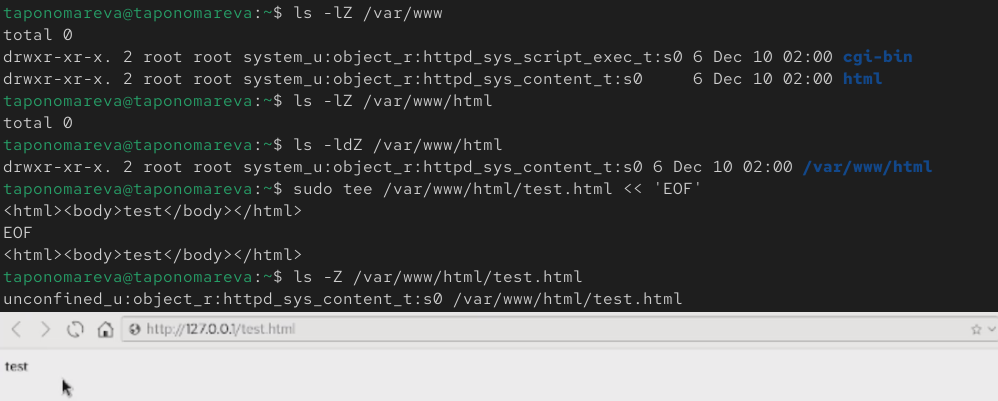 taponomareva@taponomareva:~$ ls -lZ /var/www
total 0
drwxr-xr-x. 2 root root system_u:object_r:httpd_sys_script_exec_t:s0 6 Dec 10 02:00 cgi-bin
drwxr-xr-x. 2 root root system_u:object_r:httpd_sys_content_t:s0     6 Dec 10 02:00 html
taponomareva@taponomareva:~$ ls -lZ /var/www/html
total 0
taponomareva@taponomareva:~$ ls -ldZ /var/www/html
drwxr-xr-x. 2 root root system_u:object_r:httpd_sys_content_t:s0 6 Dec 10 02:00 /var/www/html
taponomareva@taponomareva:~$ sudo tee /var/www/html/test.html << 'EOF'
<html><body>test</body></html>
EOF
<html><body>test</body></html>
taponomareva@taponomareva:~$ ls -Z /var/www/html/test.html
unconfined_u:object_r:httpd_sys_content_t:s0 /var/www/html/test.html
http://127.0.0.1/test.html
test